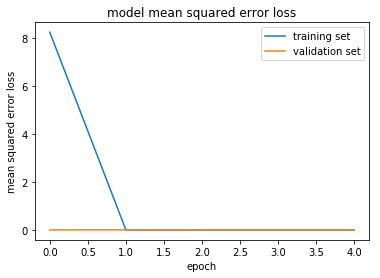 model mean squared error loss
training set
validation set
mean squared error loss
8
6
4
2
0
0.0 0.5 1.0 1.5 2.0 2.5 3.0 3.5 4.0
epoch